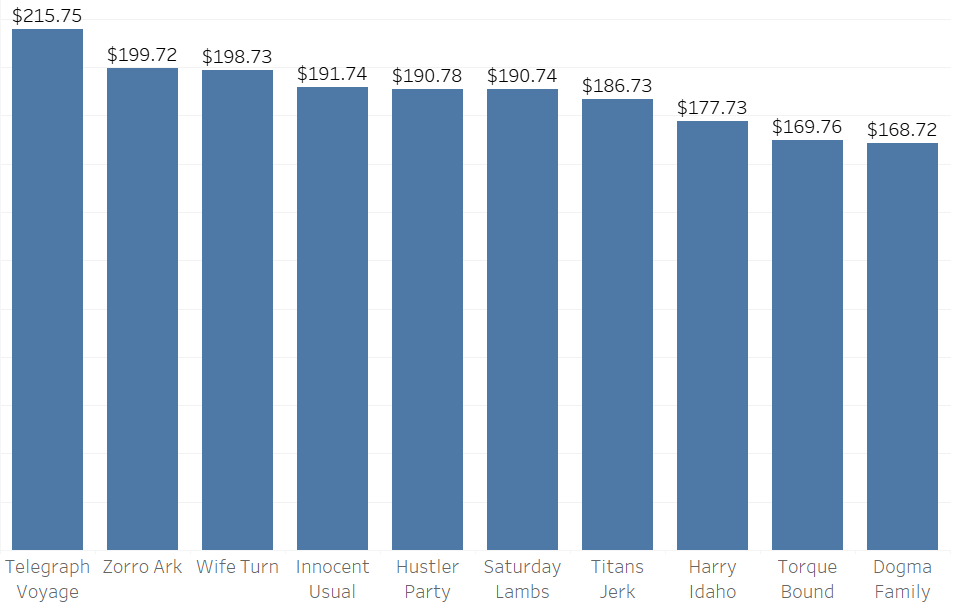 $215.75
$199.72
$198.73
$191.74
$190.78
$190.74
$186.73
$177.73
$169.76
$168.72
Telegraph Voyage
Zorro Ark
Wife Turn
Innocent Usual
Hustler Party
Saturday Lambs
Titans Jerk
Harry Idaho
Torque Bound
Dogma Family